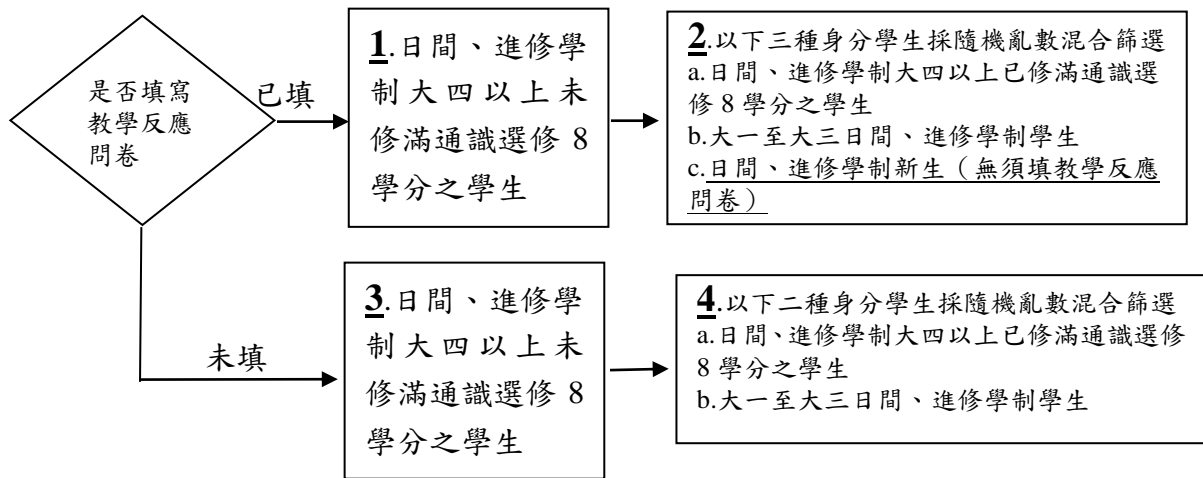 是否填寫
教學反應
問卷
已填
1.日間、進修學
制大四以上未
修滿通識選修 8
學分之學生
2.以下三種身分學生採隨機亂數混合篩選
a.日間、進修學制大四以上已修滿通識選
修 8 學分之學生
b.大一至大三日間、進修學制學生
c.日間、進修學制新生（無須填教學反應
問卷）
未填
3.日間、進修學
制大四以上未
修滿通識選修 8
學分之學生
4.以下二種身分學生採隨機亂數混合篩選
a.日間、進修學制大四以上已修滿通識選修
8 學分之學生
b.大一至大三日間、進修學制學生